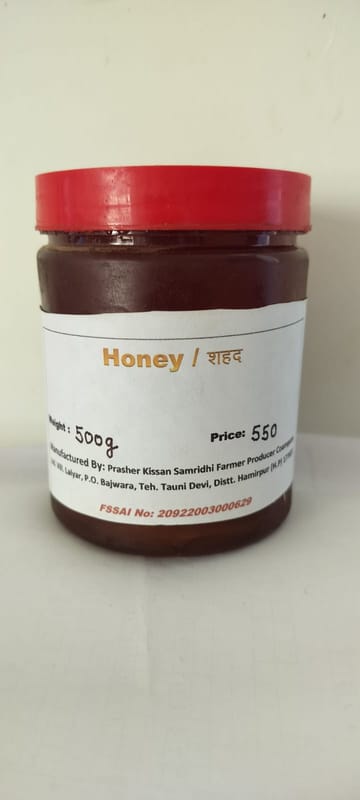 Honey / शहद
Weight : 500g Price: 550
Manufactured By: Prasher Kissan Samridhi Farmer Producer
Vill. Lalyar, P.O. Bajwara, Teh. Tauni Devi, Distt. Hamirpur (H.P)
FSSAI No: 20922003000629